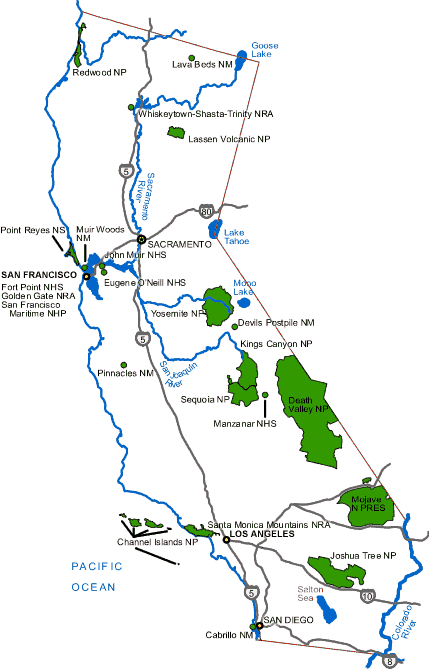 Goose
Lake
Lava Beds NM
Redwood NP
Whiskeytown-Shasta-Trinity NRA
Lassen Volcanic NP
5
Sacramento
River
80
Point Reyes NS
Muir Woods
NM
Lake
Tahoe
SACRAMENTO
John Muir NHS
SAN FRANCISCO
Eugene O'Neill NHS
Fort Point NHS
Golden Gate NRA
San Francisco
Maritime NHP
Mono
Lake
Yosemite NP
Devils Postpile NM
5
Kings Canyon NP
San Joaquin
River
Pinnacles NM
Sequoia NP
Death
Valley NP
Manzanar NHS
Mojave
N PRES
Santa Monica Mountains NRA
LOS ANGELES
Channel Islands NP
Joshua Tree NP
PACIFIC
OCEAN
5
Salton
Sea
10
Colorado
River
SAN DIEGO
Cabrillo NM
8